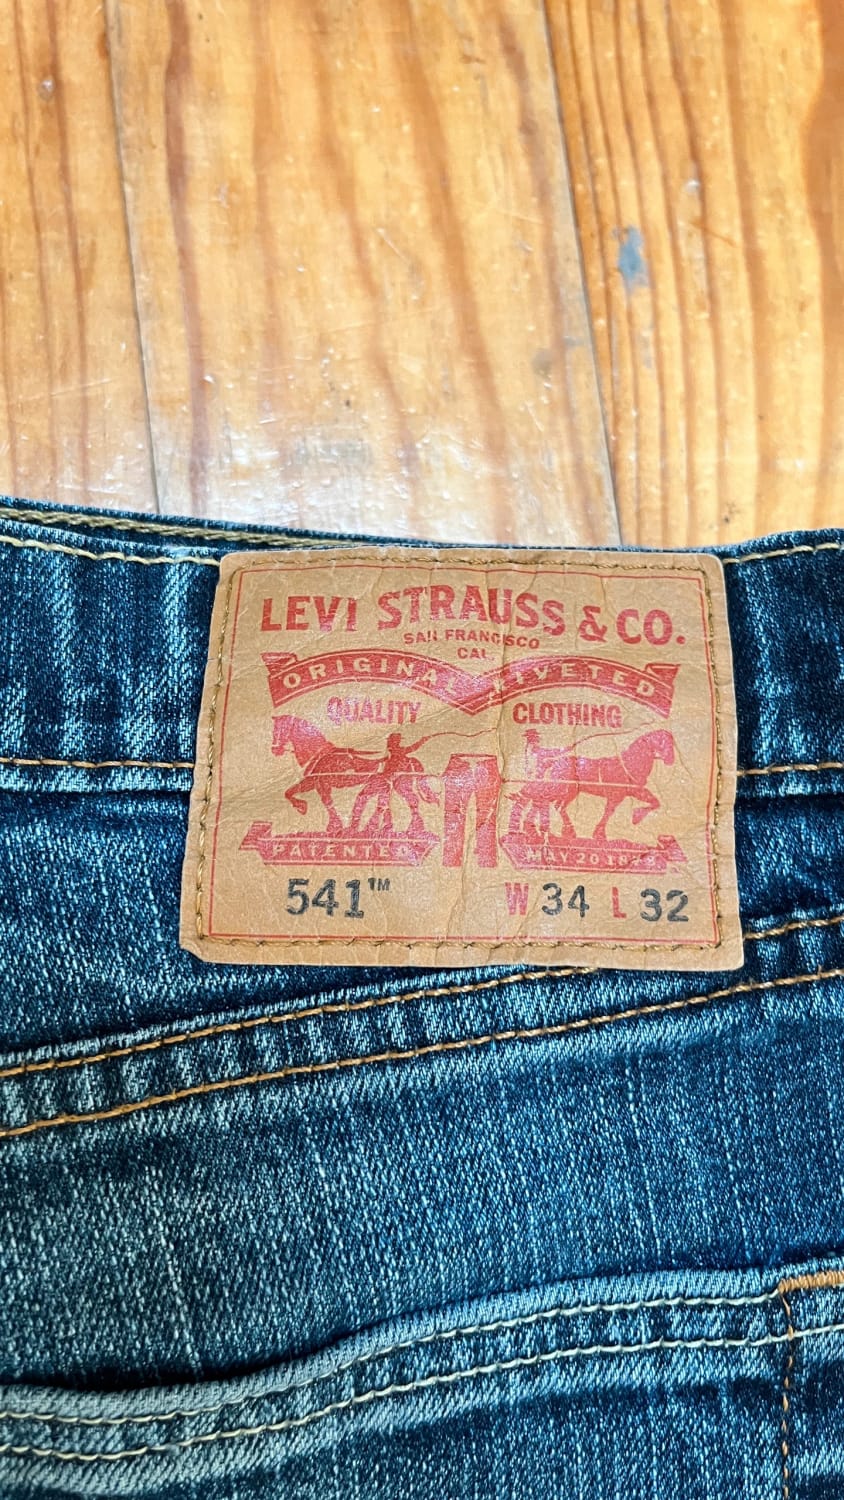 LEVI STRAUSS & CO.
SAN FRANCISCO
CAL.
ORIGINAL RIVETED
QUALITY CLOTHING
PATENTED MAY 20 1873
541™ W 34 L 32